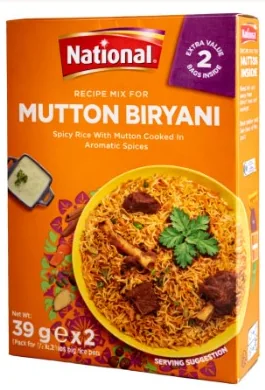 National
EXTRA VALUE
2
BAGS INSIDE
RECIPE MIX FOR
MUTTON BIRYANI
Spicy Rice With Mutton Cooked In
Aromatic Spices
Net Wt:
39 g e x2
SERVING SUGGESTION